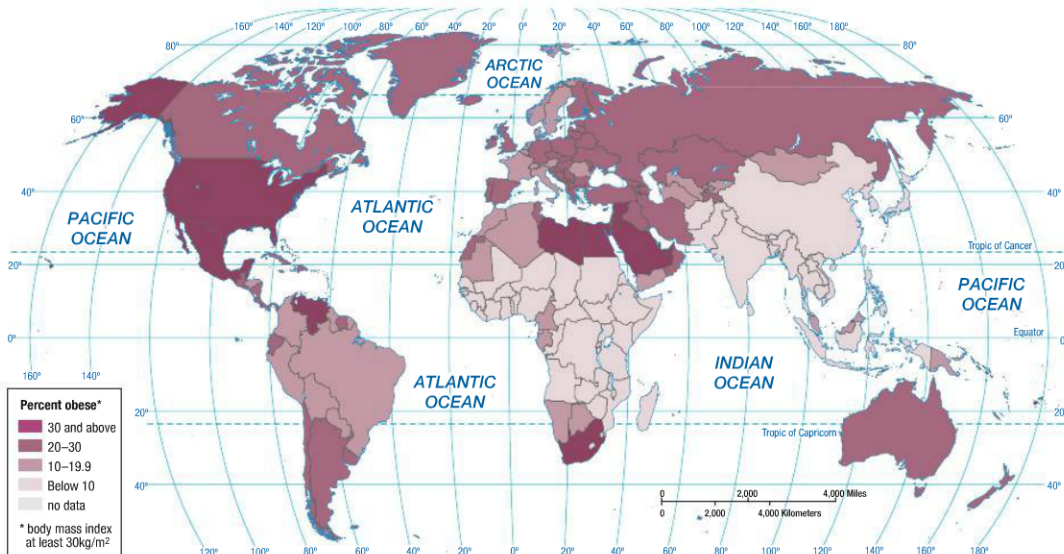 160° 140° 120° 100° 80° 60° 40° 20° 0° 20° 40° 60° 80° 100° 120° 140° 160°
80° 80°
ARCTIC
OCEAN
60° 60°
40° 40°
PACIFIC
OCEAN
ATLANTIC
OCEAN
Tropic of Cancer
20° 20°
PACIFIC
OCEAN
Equator
0° 0°
160° 140°
ATLANTIC
OCEAN
INDIAN
OCEAN
160°
20° 20°
Tropic of Capricorn
40° 40°
0 2,000 4,000 Miles
0 2,000 4,000 Kilometers
120° 100° 80° 60° 40° 20° 0° 20° 40° 60° 80° 100° 120° 140° 160° 180°
Percent obese*
30 and above
20–30
10–19.9
Below 10
no data
* body mass index
at least 30kg/m²